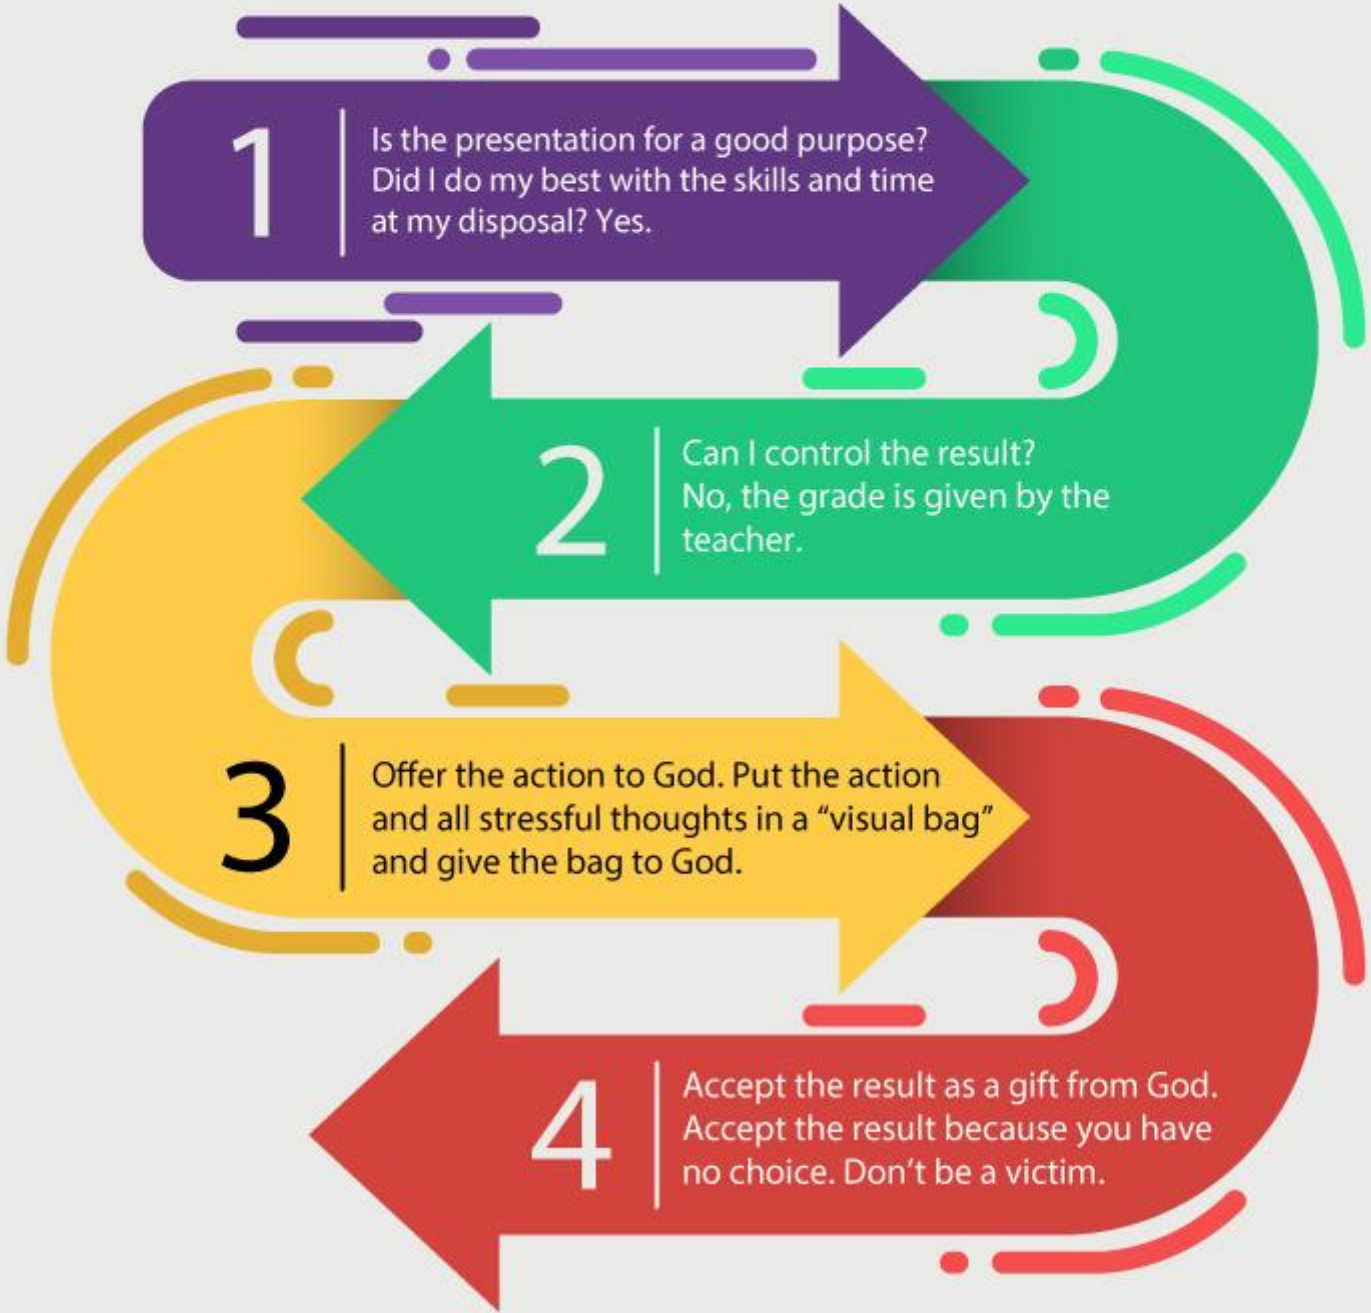 1
Is the presentation for a good purpose?
Did I do my best with the skills and time
at my disposal? Yes.
2
Can I control the result?
No, the grade is given by the
teacher.
3
Offer the action to God. Put the action
and all stressful thoughts in a “visual bag”
and give the bag to God.
4
Accept the result as a gift from God.
Accept the result because you have
no choice. Don’t be a victim.